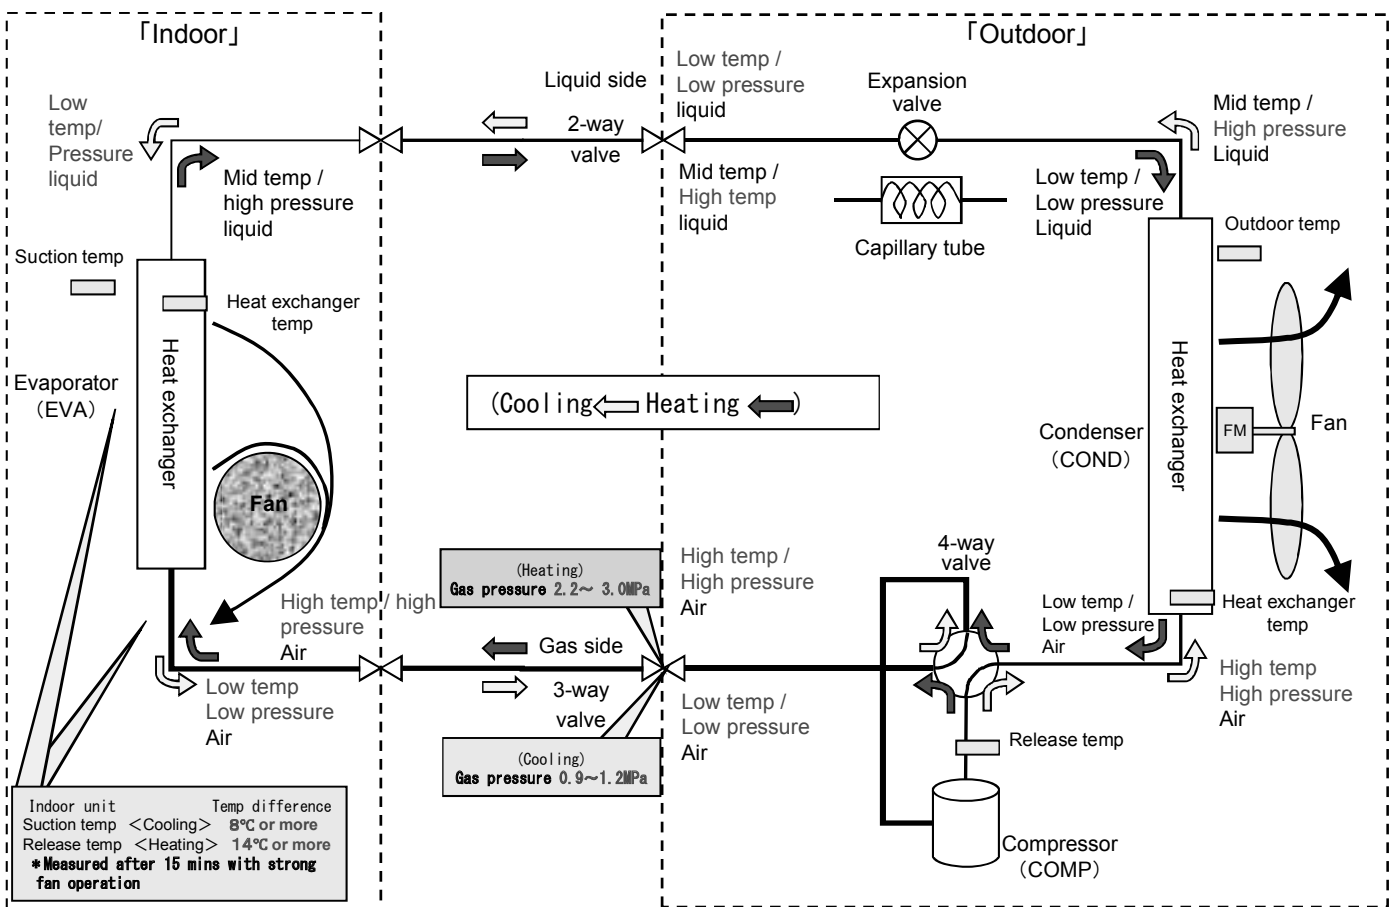 「Indoor」
「Outdoor」
Low
temp/
Pressure
liquid
Mid temp /
high pressure
liquid
Liquid side
2-way
valve
Low temp /
Low pressure
liquid
Mid temp /
High temp
liquid
Expansion
valve
Capillary tube
Mid temp /
High pressure
Liquid
Low temp /
Low pressure
Liquid
Outdoor temp
Suction temp
Heat exchanger
temp
Heat exchanger
Evaporator
（EVA）
Fan
(Cooling Heating )
Condenser
（COND）
Heat exchanger
FM
Fan
(Heating)
Gas pressure 2.2～ 3.0MPa
High temp /
High pressure
Air
4-way
valve
Low temp /
Low pressure
Air
Heat exchanger
temp
High temp / high
pressure
Air
Gas side
3-way
valve
Low temp
Low pressure
Air
Low temp /
Low pressure
Air
High temp
High pressure
Air
(Cooling)
Gas pressure 0.9～1.2MPa
Release temp
Compressor
（COMP）
Indoor unit Temp difference
Suction temp ＜Cooling＞ 8℃ or more
Release temp ＜Heating＞ 14℃ or more
＊Measured after 15 mins with strong
fan operation